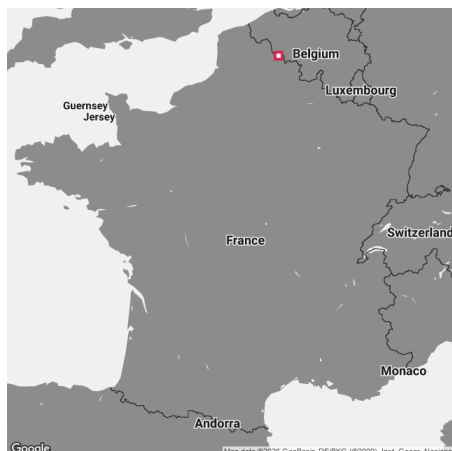 Belgium
Luxembourg
Guernsey
Jersey
Switzerland
France
Monaco
Andorra
Google